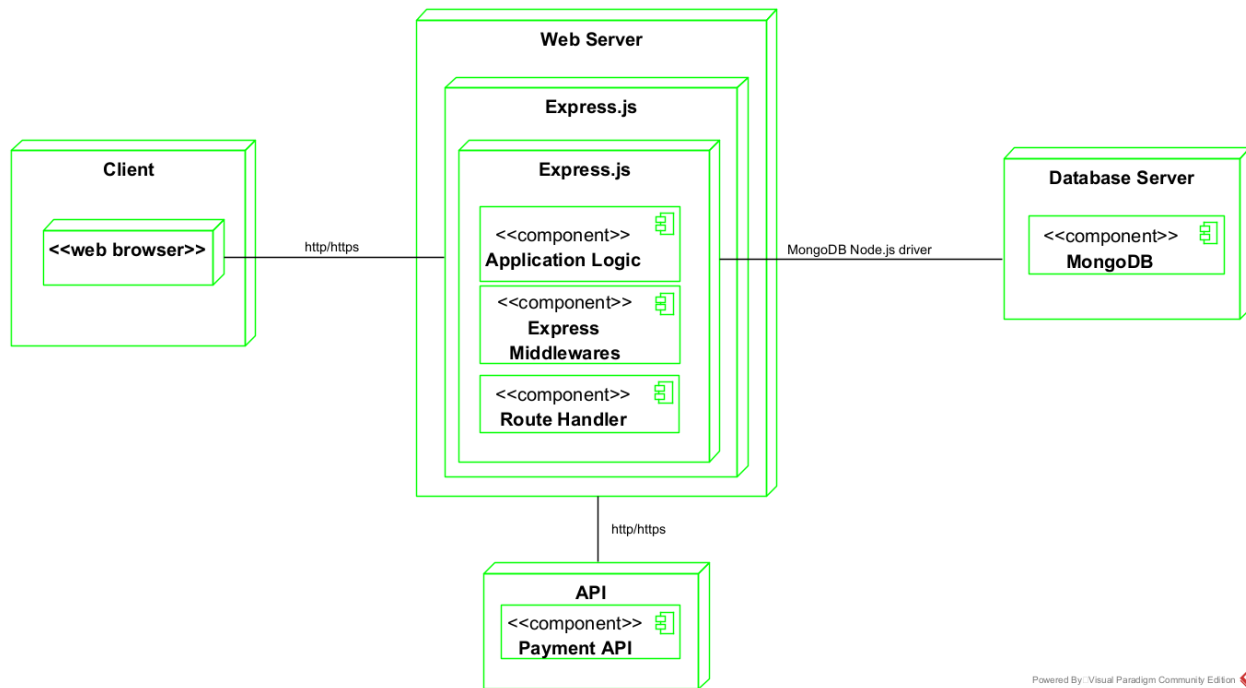 Web Server
Express.js
Express.js
Client
<<web browser>>
http/https
<<component>>
Application Logic
<<component>>
Express
Middlewares
<<component>>
Route Handler
MongoDB Node.js driver
Database Server
<<component>>
MongoDB
http/https
API
<<component>>
Payment API
Powered By Visual Paradigm Community Edition